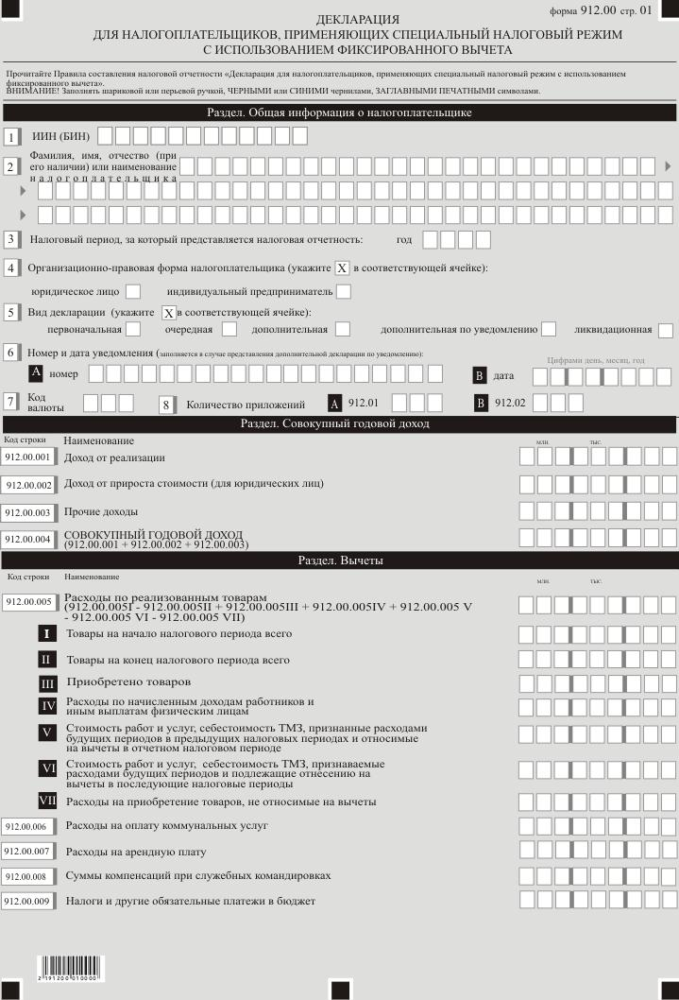 форма 912.00 стр. 01
ДЕКЛАРАЦИЯ
ДЛЯ НАЛОГОПЛАТЕЛЬЩИКОВ, ПРИМЕНЯЮЩИХ СПЕЦИАЛЬНЫЙ НАЛОГОВЫЙ РЕЖИМ
С ИСПОЛЬЗОВАНИЕМ ФИКСИРОВАННОГО ВЫЧЕТА
Прочитайте Правила составления налоговой отчетности «Декларация для налогоплательщиков, применяющих специальный налоговый режим с использованием
фиксированного вычета».
ВНИМАНИЕ! Заполнять шариковой или перьевой ручкой, ЧЕРНЫМИ или СИНИМИ чернилами, ЗАГЛАВНЫМИ ПЕЧАТНЫМИ символами.
Раздел. Общая информация о налогоплательщике
1 ИИН (БИН)
Фамилия, имя, отчество (при
2 его наличии) или наименование
налогоплательщика
3 Налоговый период, за который представляется налоговая отчетность: год
4 Организационно-правовая форма налогоплательщика (укажите X в соответствующей ячейке):
юридическое лицо индивидуальный предприниматель
5 Вид декларации (укажите X в соответствующей ячейке):
первоначальная очередная дополнительная дополнительная по уведомлению ликвидационная
6 Номер и дата уведомления (заполняется в случае представления дополнительной декларации по уведомлению):
Цифрами день, месяц, год
A номер B дата
7 Код
валюты
8 Количество приложений A 912.01 B 912.02
Раздел. Совокупный годовой доход
Код строки Наименование млн. тыс.
912.00.001 Доход от реализации
912.00.002 Доход от прироста стоимости (для юридических лиц)
912.00.003 Прочие доходы
912.00.004 СОВОКУПНЫЙ ГОДОВОЙ ДОХОД
(912.00.001 + 912.00.002 + 912.00.003)
Раздел. Вычеты
Код строки Наименование млн. тыс.
912.00.005 Расходы по реализованным товарам
(912.00.005I - 912.00.005II + 912.00.005III + 912.00.005IV + 912.00.005 V
- 912.00.005 VI - 912.00.005 VII)
I Товары на начало налогового периода всего
II Товары на конец налогового периода всего
III Приобретено товаров
IV Расходы по начисленным доходам работников и
иным выплатам физическим лицам
V Стоимость работ и услуг, себестоимость ТМЗ, признанные расходами
будущих периодов в предыдущих налоговых периодах и относимые
на вычеты в отчетном налоговом периоде
VI Стоимость работ и услуг, себестоимость ТМЗ, признаваемые
расходами будущих периодов и подлежащие отнесению на
вычеты в последующие налоговые периоды
VII Расходы на приобретение товаров, не относимые на вычеты
912.00.006 Расходы на оплату коммунальных услуг
912.00.007 Расходы на арендную плату
912.00.008 Суммы компенсаций при служебных командировках
912.00.009 Налоги и другие обязательные платежи в бюджет
2191200010000